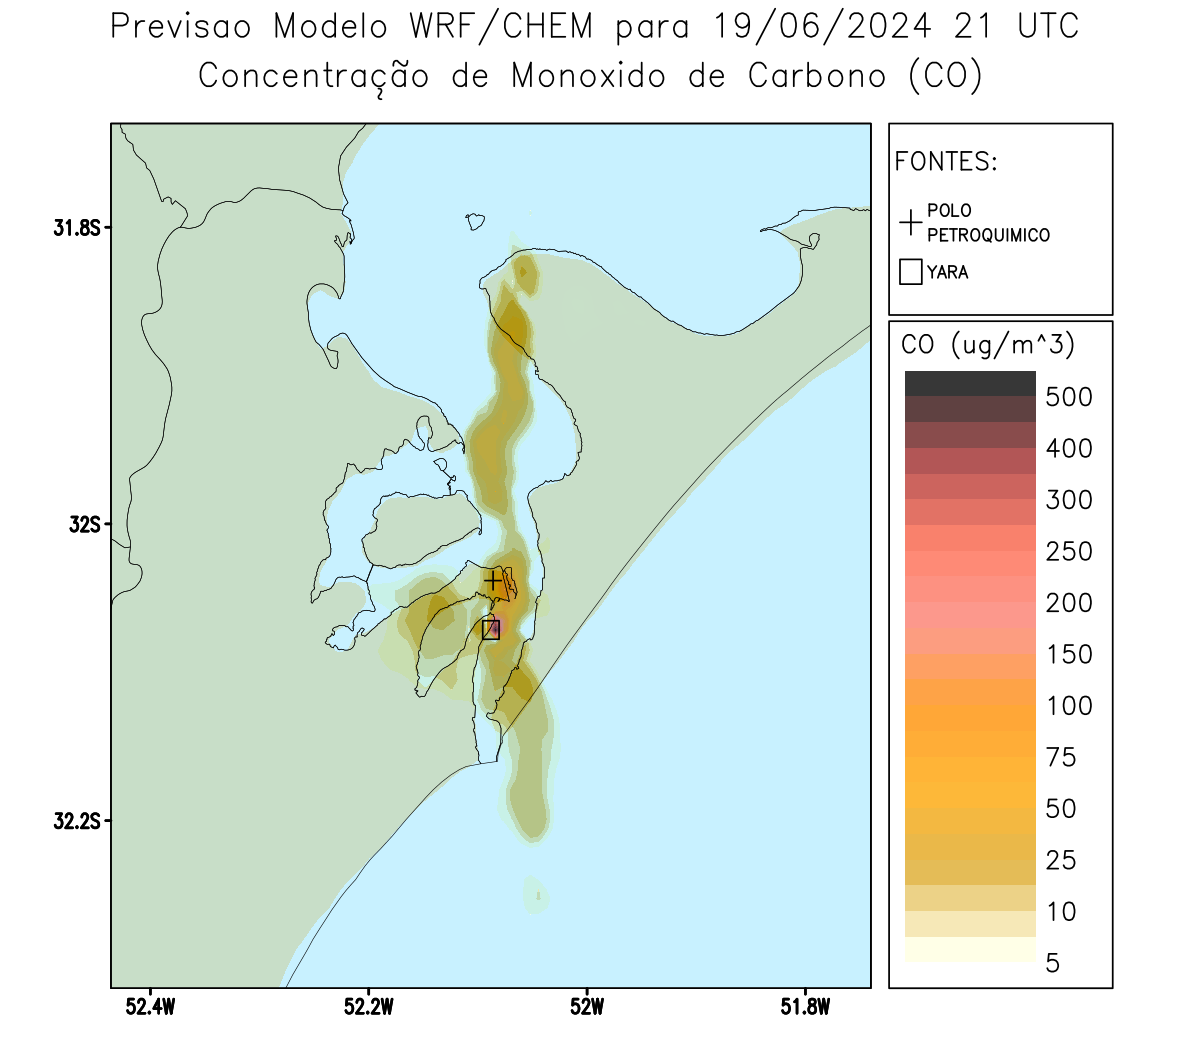 Previsao Modelo WRF/CHEM para 19/06/2024 21 UTC
Concentração de Monoxido de Carbono (CO)
FONTES:
POLO
PETROQUIMICO
YARA
CO (ug/m^3)
500
400
300
250
200
150
100
75
50
25
10
5
31.8S
32S
32.2S
52.4W
52.2W
52W
51.8W